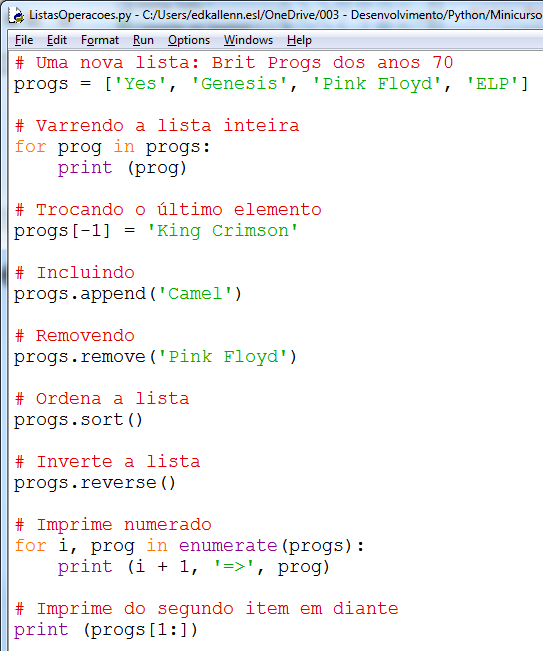 ListasOperacoes.py - C:/Users/edkallenn.esl/OneDrive/003 - Desenvolvimento/Python/Minicurso
File Edit Format Run Options Windows Help
# Uma nova lista: Brit Progs dos anos 70
progs = ['Yes', 'Genesis', 'Pink Floyd', 'ELP']
# Varrendo a lista inteira
for prog in progs:
    print (prog)
# Trocando o último elemento
progs[-1] = 'King Crimson'
# Incluindo
progs.append('Camel')
# Removendo
progs.remove('Pink Floyd')
# Ordena a lista
progs.sort()
# Inverte a lista
progs.reverse()
# Imprime numerado
for i, prog in enumerate(progs):
    print (i + 1, '=>', prog)
# Imprime do segundo item em diante
print (progs[1:])